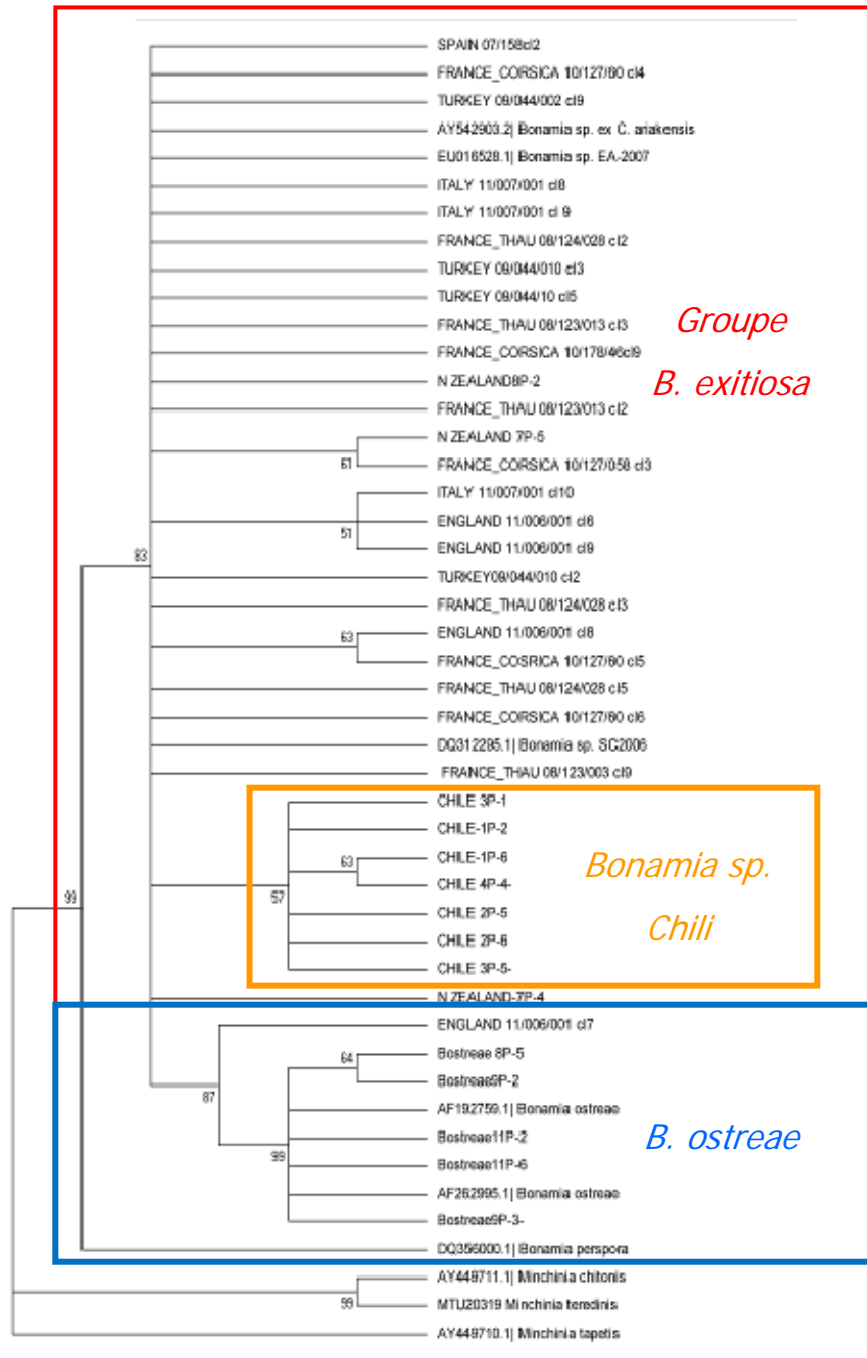 SPAIN 07/158cl2
FRANCE_CORSICA 10/127/60 cl4
TURKEY 09/044/002 cl9
AY542903.2| Bonamia sp. ex C. ariakensis
EU016528.1| Bonamia sp. EA-2007
ITALY 11/007/001 cl8
ITALY 11/007/001 cl 9
FRANCE_THAU 08/124/028 cl2
TURKEY 09/044/010 cl3
TURKEY 09/044/10 cl5
FRANCE_THAU 08/123/013 cl3
Groupe
FRANCE_CORSICA 10/178/46cl9
N ZEALAND8P-2
B. exitiosa
FRANCE_THAU 08/123/013 cl2
N ZEALAND 7P-5
61
FRANCE_CORSICA 10/127/058 cl3
ITALY 11/007/001 cl10
ENGLAND 11/006/001 cl6
51
ENGLAND 11/006/001 cl9
83
TURKEY09/044/010 cl2
FRANCE_THAU 08/124/028 cl3
ENGLAND 11/006/001 cl8
63
FRANCE_COSRICA 10/127/60 cl5
FRANCE_THAU 08/124/028 cl5
FRANCE_CORSICA 10/127/60 cl6
DQ312295.1| Bonamia sp. SC2006
FRANCE_THAU 08/123/003 cl9
CHILE 3P-1
CHILE-1P-2
CHILE-1P-6
63
Bonamia sp.
CHILE 4P-4-
57
99
CHILE 2P-5
Chili
CHILE 2P-6
CHILE 3P-5-
N ZEALAND-7P-4
ENGLAND 11/006/001 cl7
Bostreae 8P-5
64
Bostreae9P-2
87
AF192759.1| Bonamia ostreae
Bostreae11P-2
B. ostreae
99
Bostreae11P-6
AF262995.1| Bonamia ostreae
Bostreae9P-3-
DQ356000.1| Bonamia perspora
AY449711.1| Minchinia chitonis
99
MTU20319 Minchinia teredinis
AY449710.1| Minchinia tapetis